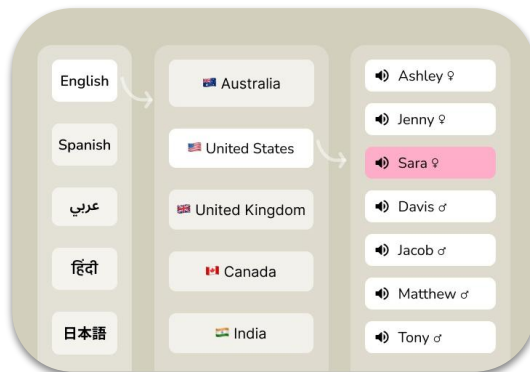 English
Spanish
عربي
हिंदी
日本語
Australia
United States
United Kingdom
Canada
India
Ashley ♀
Jenny ♀
Sara ♀
Davis ♂
Jacob ♂
Matthew ♂
Tony ♂